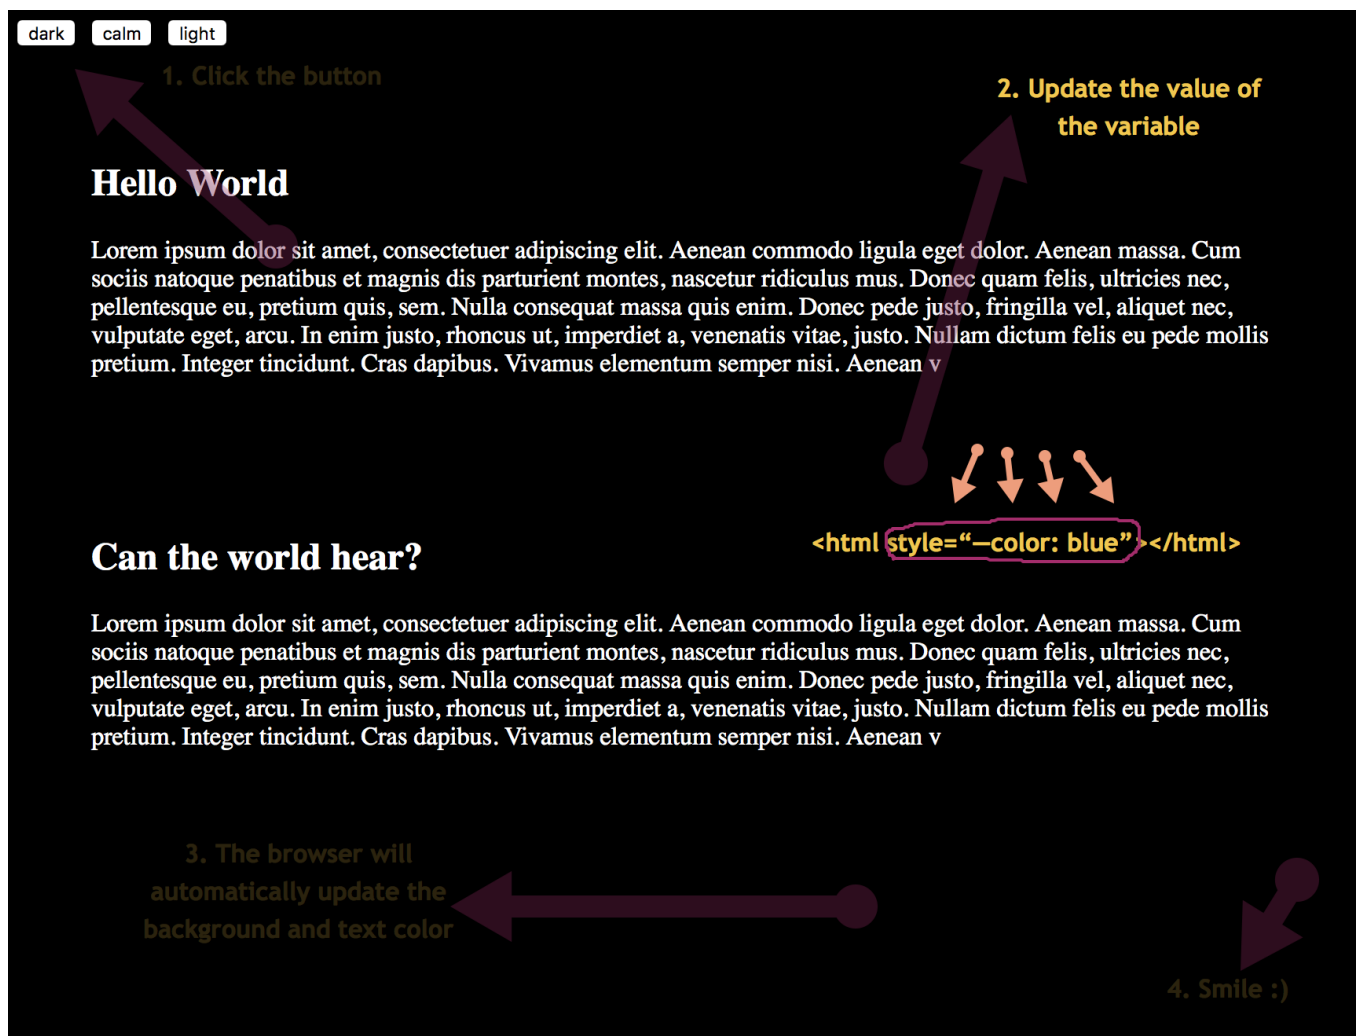 dark calm light
1. Click the button
2. Update the value of
the variable
Hello World
Lorem ipsum dolor sit amet, consectetuer adipiscing elit. Aenean commodo ligula eget dolor. Aenean massa. Cum
sociis natoque penatibus et magnis dis parturient montes, nascetur ridiculus mus. Donec quam felis, ultricies nec,
pellentesque eu, pretium quis, sem. Nulla consequat massa quis enim. Donec pede justo, fringilla vel, aliquet nec,
vulputate eget, arcu. In enim justo, rhoncus ut, imperdiet a, venenatis vitae, justo. Nullam dictum felis eu pede mollis
pretium. Integer tincidunt. Cras dapibus. Vivamus elementum semper nisi. Aenean v
<html style=“—color: blue”></html>
Can the world hear?
Lorem ipsum dolor sit amet, consectetuer adipiscing elit. Aenean commodo ligula eget dolor. Aenean massa. Cum
sociis natoque penatibus et magnis dis parturient montes, nascetur ridiculus mus. Donec quam felis, ultricies nec,
pellentesque eu, pretium quis, sem. Nulla consequat massa quis enim. Donec pede justo, fringilla vel, aliquet nec,
vulputate eget, arcu. In enim justo, rhoncus ut, imperdiet a, venenatis vitae, justo. Nullam dictum felis eu pede mollis
pretium. Integer tincidunt. Cras dapibus. Vivamus elementum semper nisi. Aenean v
3. The browser will
automatically update the
background and text color
4. Smile :)